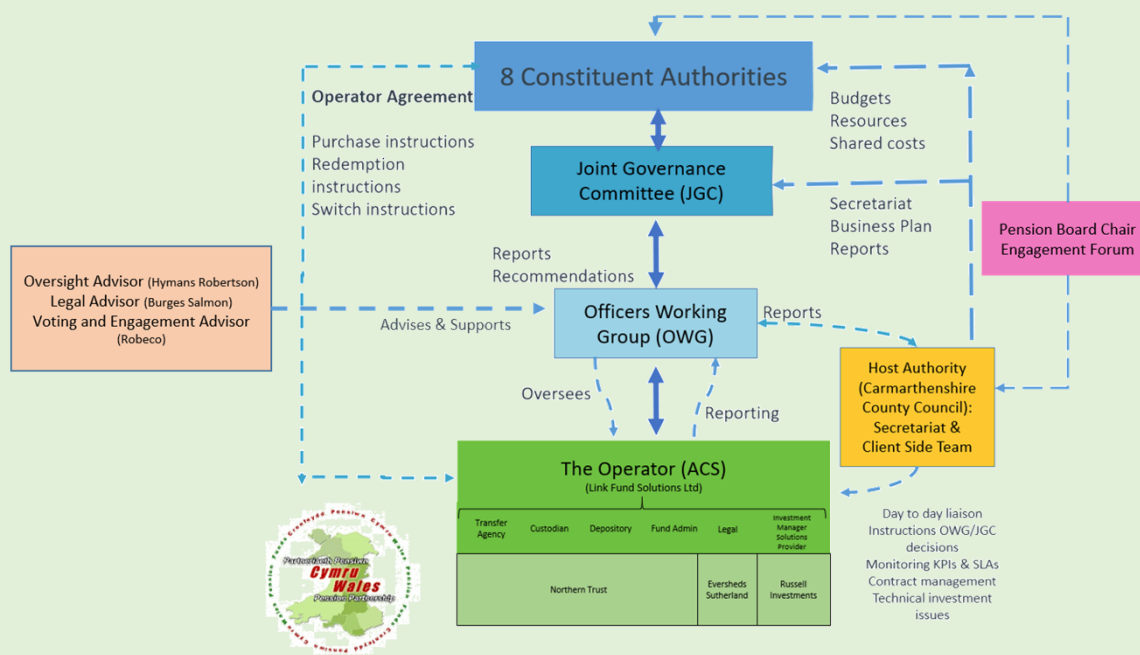 8 Constituent Authorities
Operator Agreement
Purchase instructions
Redemption
instructions
Switch instructions
Budgets
Resources
Shared costs
Joint Governance
Committee (JGC)
Secretariat
Business Plan
Reports
Pension Board Chair
Engagement Forum
Reports
Recommendations
Oversight Advisor (Hymans Robertson)
Legal Advisor (Burges Salmon)
Voting and Engagement Advisor
(Robeco)
Advises & Supports
Officers Working
Group (OWG)
Reports
Host Authority
(Carmarthenshire
County Council):
Secretariat &
Client Side Team
Oversees
Reporting
The Operator (ACS)
(Link Fund Solutions Ltd)
Transfer
Agency
Custodian
Depository
Fund Admin
Legal
Investment
Manager
Solutions
Provider
Northern Trust
Eversheds
Sutherland
Russell
Investments
Day to day liaison
Instructions OWG/JGC
decisions
Monitoring KPIs & SLAs
Contract management
Technical investment
issues
Partneriaeth Pensiwn
Cymru
Wales
Pension Partnership